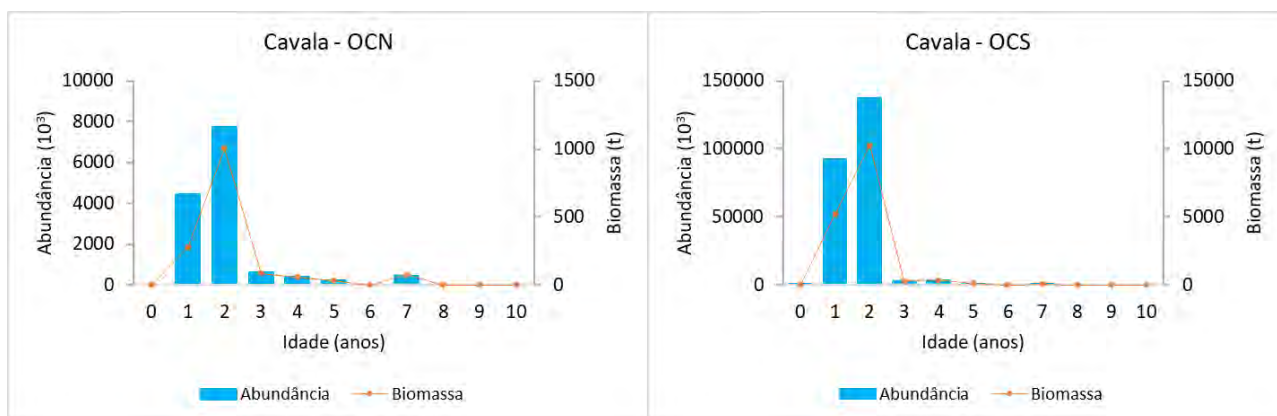 Cavala - OCN
10000
8000
6000
4000
2000
0
Abundância (10³)
1500
1000
500
0
Biomassa (t)
0 1 2 3 4 5 6 7 8 9 10
Idade (anos)
Abundância Biomassa
Cavala - OCS
150000
100000
50000
0
Abundância (10³)
15000
10000
5000
0
Biomassa (t)
0 1 2 3 4 5 6 7 8 9 10
Idade (anos)
Abundância Biomassa